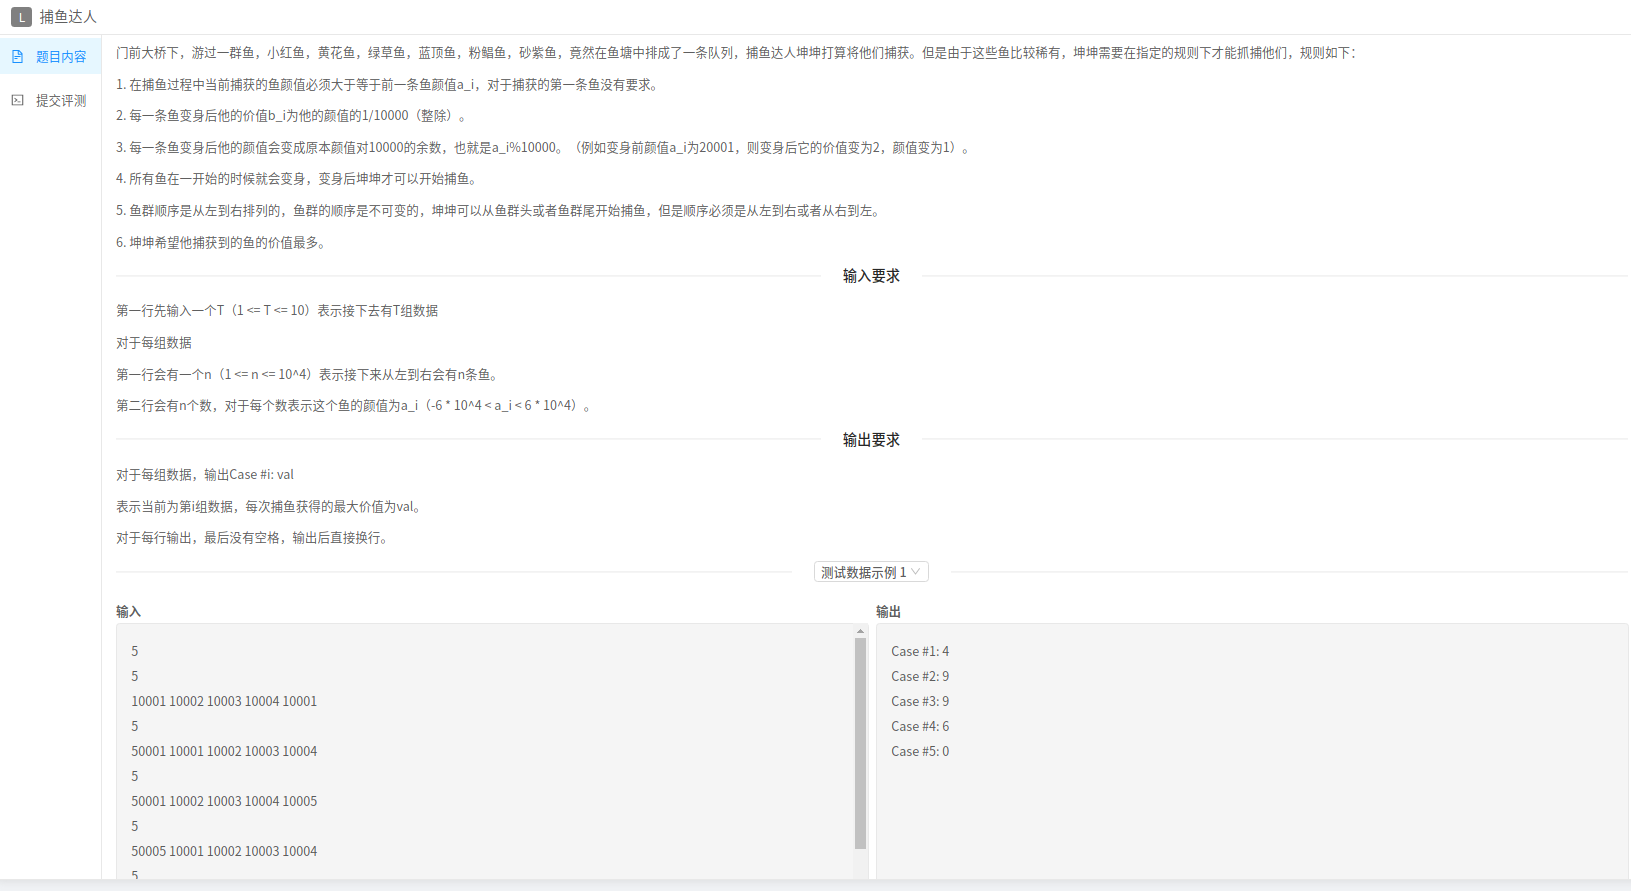 L 捕鱼达人
题目内容
提交评测
门前大桥下，游过一群鱼，小红鱼，黄花鱼，绿草鱼，蓝顶鱼，粉鲳鱼，砂紫鱼，竟然在鱼塘中排成了一条队列，捕鱼达人坤坤打算将他们捕获。但是由于这些鱼比较稀有，坤坤需要在指定的规则下才能抓捕他们，规则如下：
1. 在捕鱼过程中当前捕获的鱼颜值必须大于等于前一条鱼颜值a_i，对于捕获的第一条鱼没有要求。
2. 每一条鱼变身后他的价值b_i为他的颜值的1/10000（整除）。
3. 每一条鱼变身后他的颜值会变成原本颜值对10000的余数，也就是a_i%10000。（例如变身前颜值a_i为20001，则变身后它的价值变为2，颜值变为1）。
4. 所有鱼在一开始的时候就会变身，变身后坤坤才可以开始捕鱼。
5. 鱼群顺序是从左到右排列的，鱼群的顺序是不可变的，坤坤可以从鱼群头或者鱼群尾开始捕鱼，但是顺序必须是从左到右或者从右到左。
6. 坤坤希望他捕获到的鱼的价值最多。
输入要求
第一行先输入一个T（1 <= T <= 10）表示接下去有T组数据
对于每组数据
第一行会有一个n（1 <= n <= 10^4）表示接下来从左到右会有n条鱼。
第二行会有n个数，对于每个数表示这个鱼的颜值为a_i（-6 * 10^4 < a_i < 6 * 10^4）。
输出要求
对于每组数据，输出Case #i: val
表示当前为第i组数据，每次捕鱼获得的最大价值为val。
对于每行输出，最后没有空格，输出后直接换行。
测试数据示例 1
输入
5
5
10001 10002 10003 10004 10001
5
50001 10001 10002 10003 10004
5
50001 10002 10003 10004 10005
5
50005 10001 10002 10003 10004
5
输出
Case #1: 4
Case #2: 9
Case #3: 9
Case #4: 6
Case #5: 0